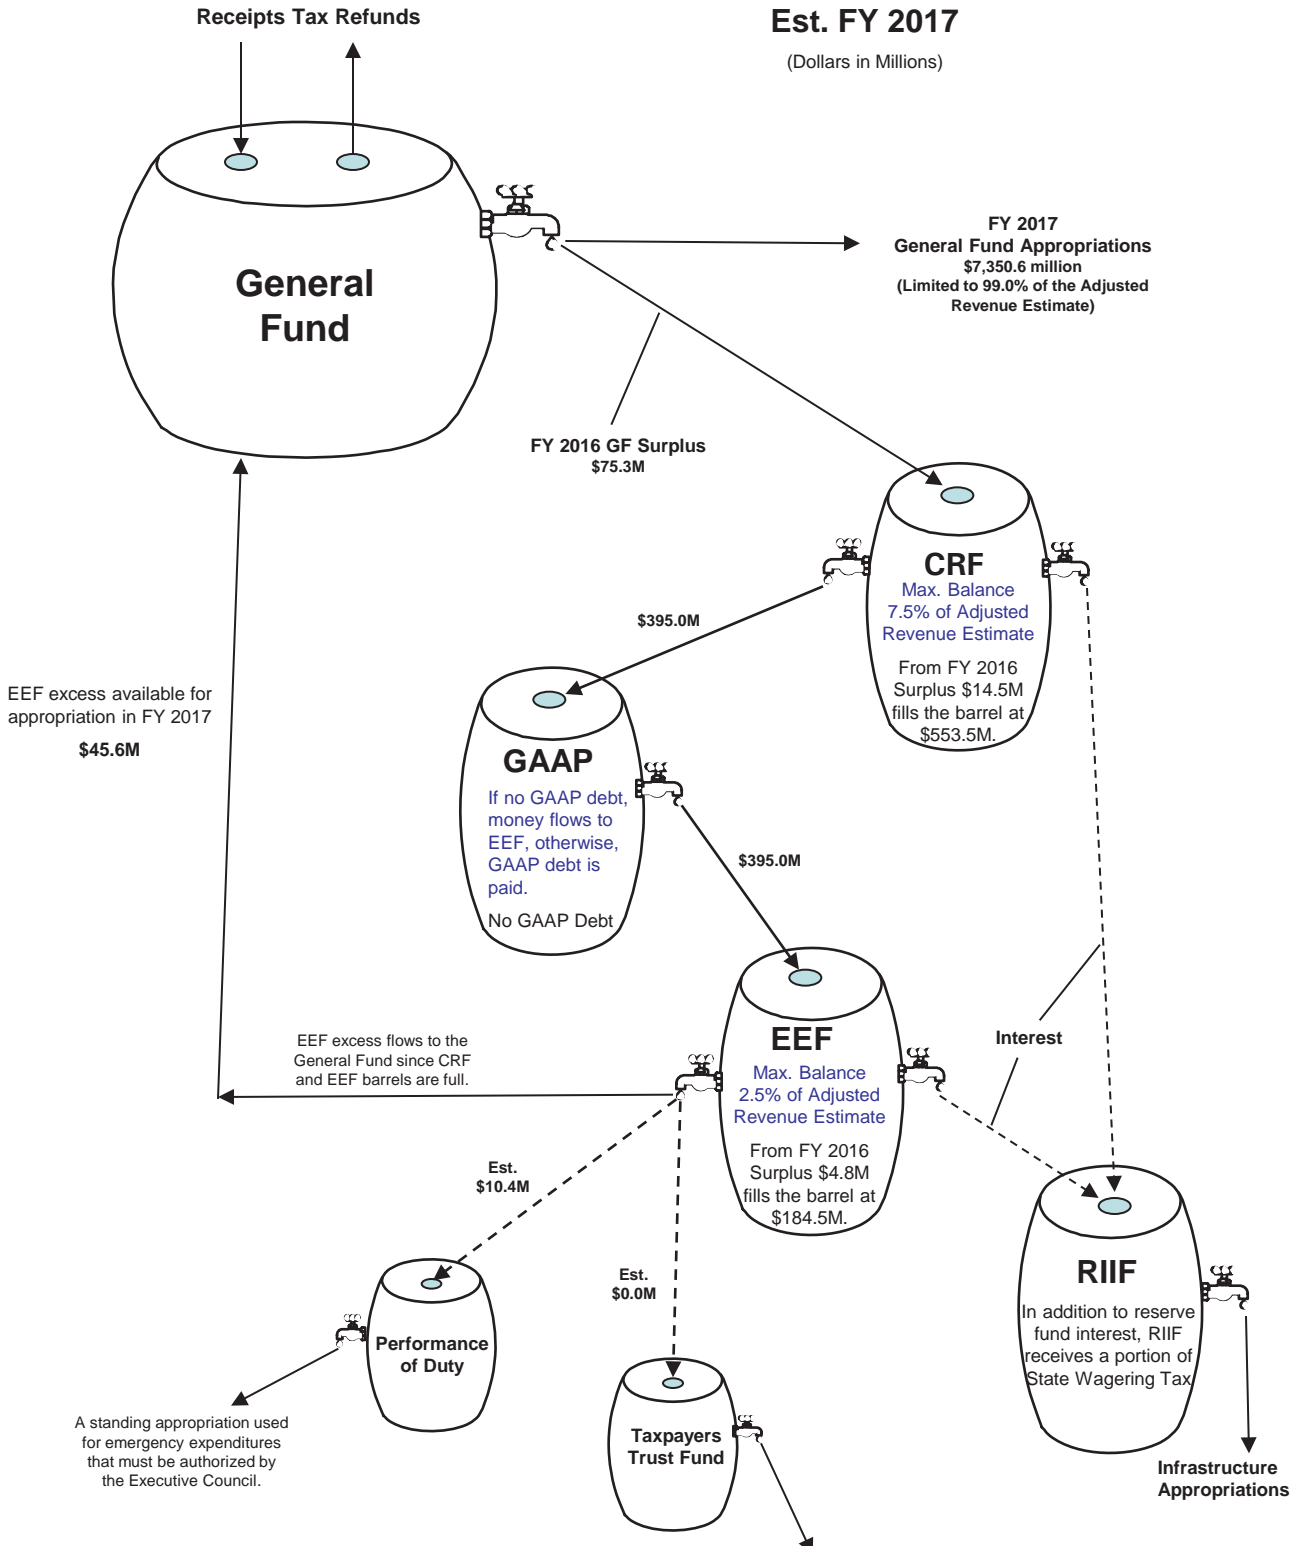 Receipts Tax Refunds
Est. FY 2017
(Dollars in Millions)
General
Fund
FY 2017
General Fund Appropriations
$7,350.6 million
(Limited to 99.0% of the Adjusted
Revenue Estimate)
FY 2016 GF Surplus
$75.3M
CRF
Max. Balance
7.5% of Adjusted
Revenue Estimate
From FY 2016
Surplus $14.5M
fills the barrel at
$553.5M.
$395.0M
EEF excess available for
appropriation in FY 2017
$45.6M
GAAP
If no GAAP debt,
money flows to
EEF, otherwise,
GAAP debt is
paid.
No GAAP Debt
$395.0M
EEF excess flows to the
General Fund since CRF
and EEF barrels are full.
EEF
Max. Balance
2.5% of Adjusted
Revenue Estimate
From FY 2016
Surplus $4.8M
fills the barrel at
$184.5M.
Interest
Est.
$10.4M
Est.
$0.0M
RIIF
In addition to reserve
fund interest, RIIF
receives a portion of
State Wagering Tax
Performance
of Duty
A standing appropriation used
for emergency expenditures
that must be authorized by
the Executive Council.
Taxpayers
Trust Fund
Infrastructure
Appropriations